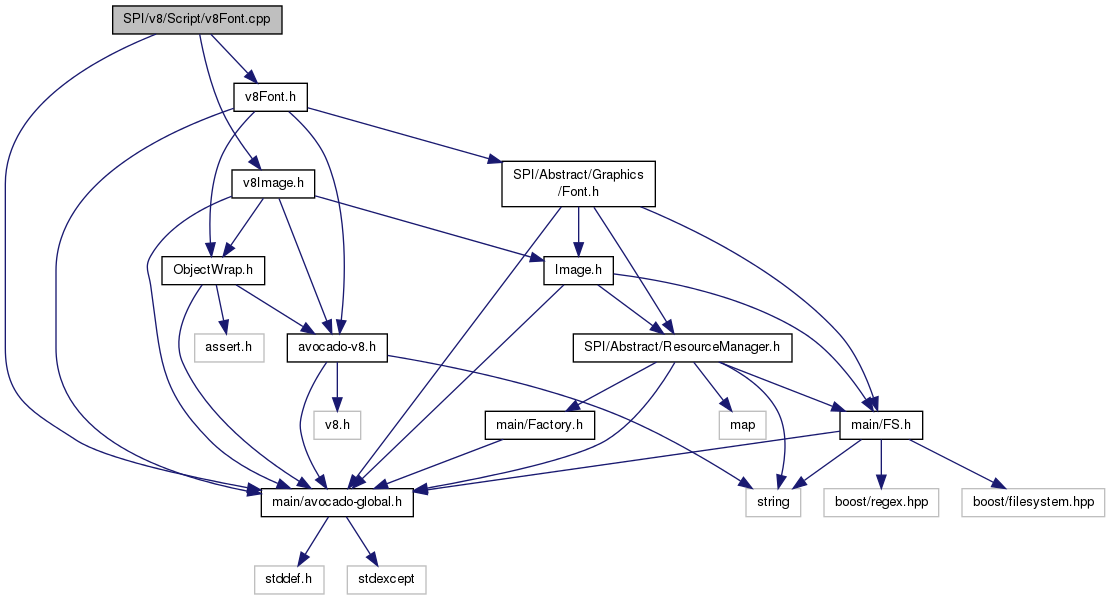 SPI/v8/Script/v8Font.cpp
v8Font.h
SPI/Abstract/Graphics
/Font.h
v8Image.h
ObjectWrap.h
Image.h
assert.h
avocado-v8.h
SPI/Abstract/ResourceManager.h
v8.h
main/Factory.h
map
main/FS.h
main/avocado-global.h
string
boost/regex.hpp
boost/filesystem.hpp
stddef.h
stdexcept